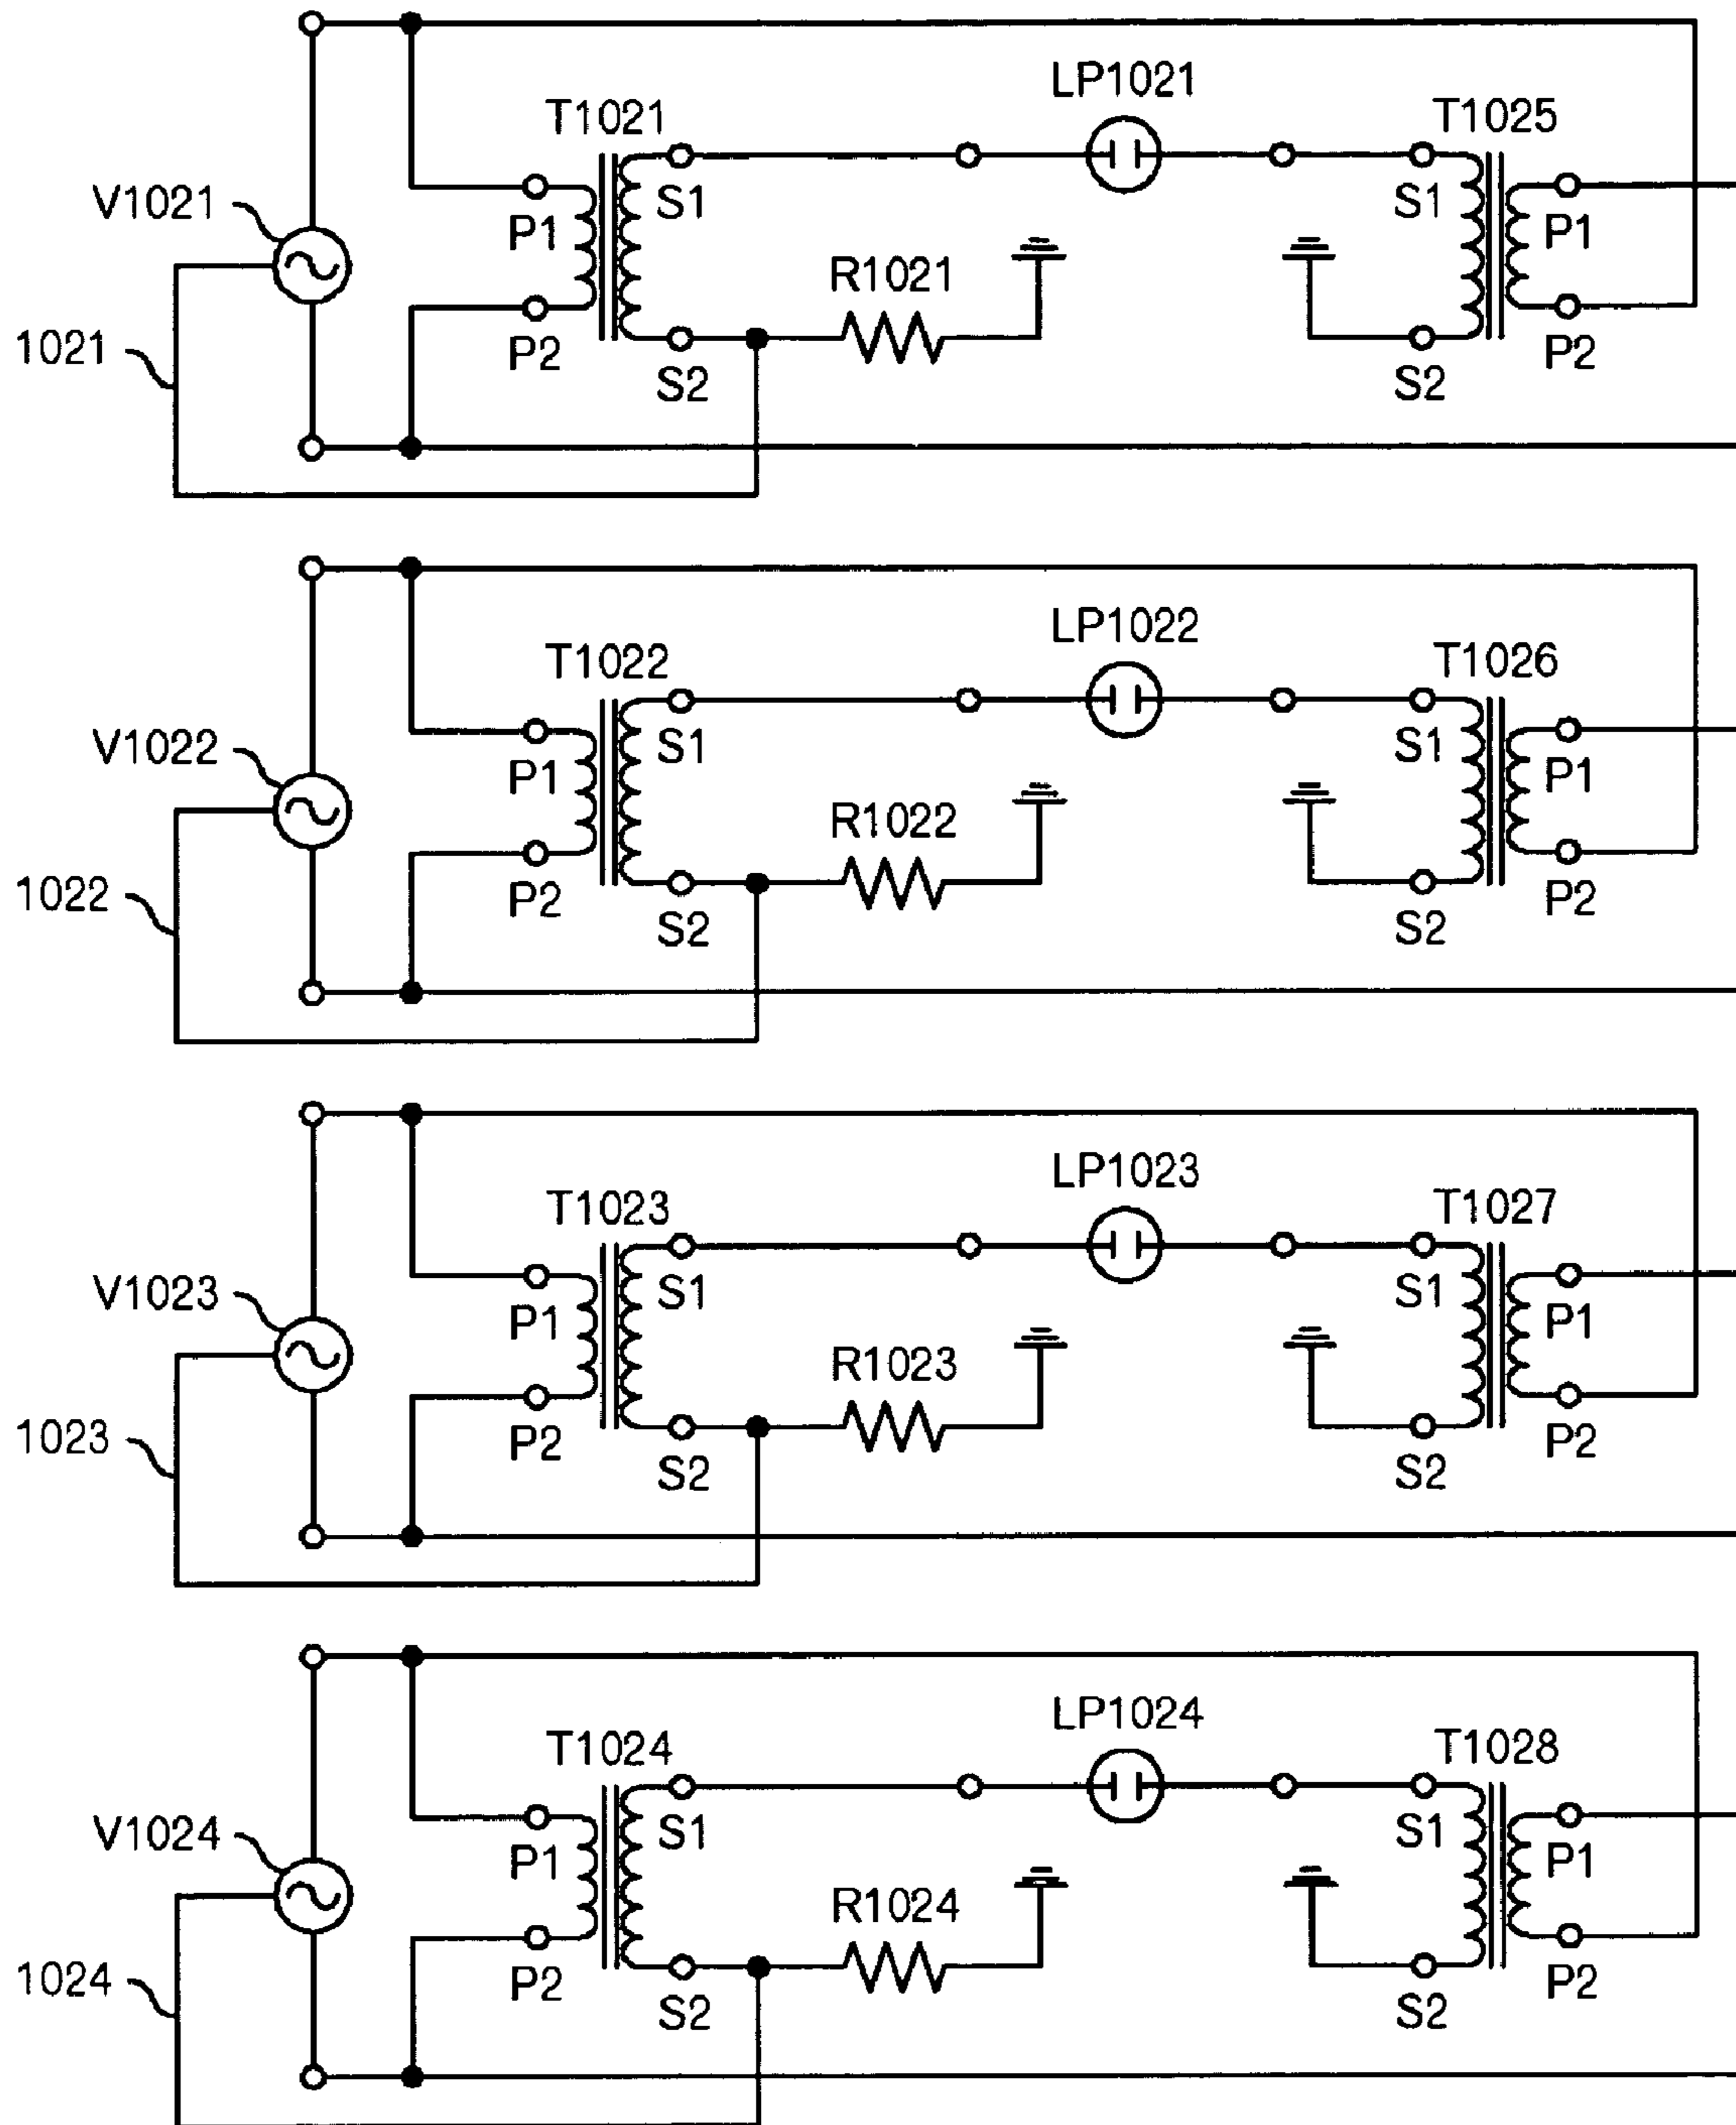 LP1021
T1021
T1025
V1021
S1
S1
P1
P1
R1021
1021
P2
P2
S2
S2
LP1022
T1022
T1026
V1022
S1
S1
P1
P1
R1022
1022
P2
P2
S2
S2
LP1023
T1023
T1027
V1023
S1
S1
P1
P1
R1023
1023
P2
P2
S2
S2
LP1024
T1024
T1028
V1024
S1
S1
P1
P1
R1024
1024
P2
P2
S2
S2